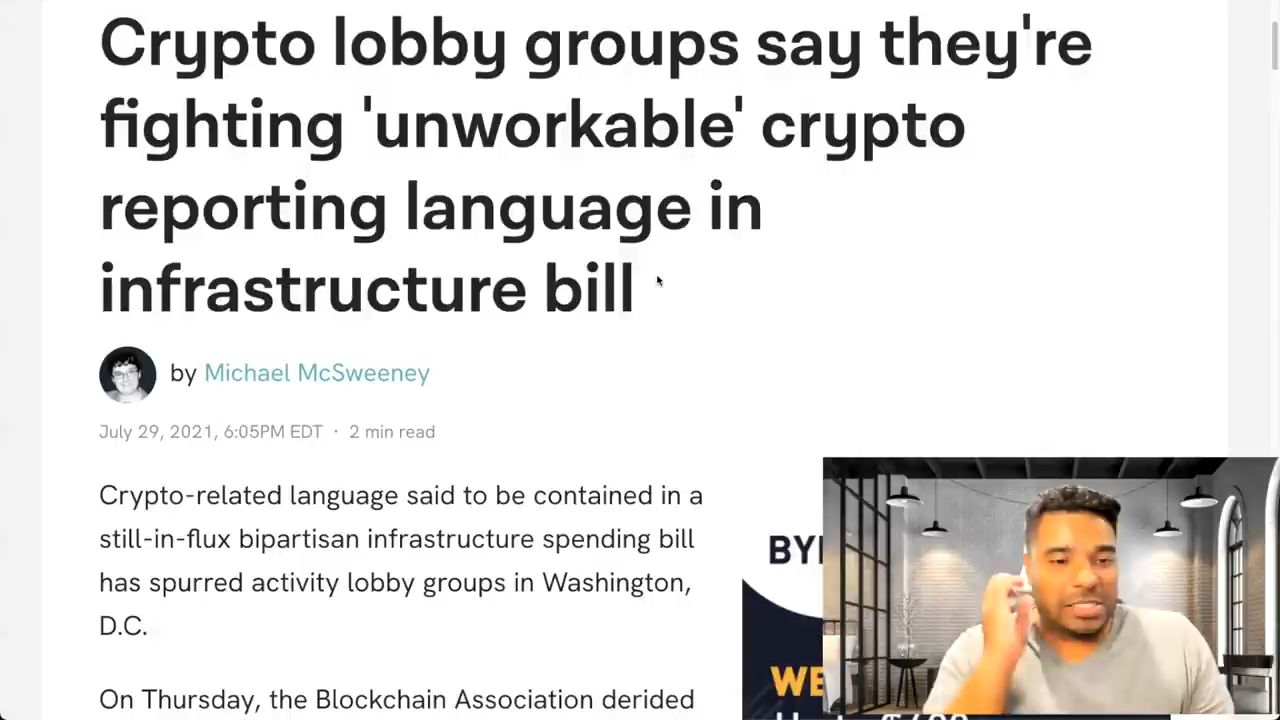 Crypto lobby groups say they're
fighting 'unworkable' crypto
reporting language in
infrastructure bill
by Michael McSweeney
July 29, 2021, 6:05PM EDT · 2 min read
Crypto-related language said to be contained in a
still-in-flux bipartisan infrastructure spending bill
has spurred activity lobby groups in Washington,
D.C.
On Thursday, the Blockchain Association derided